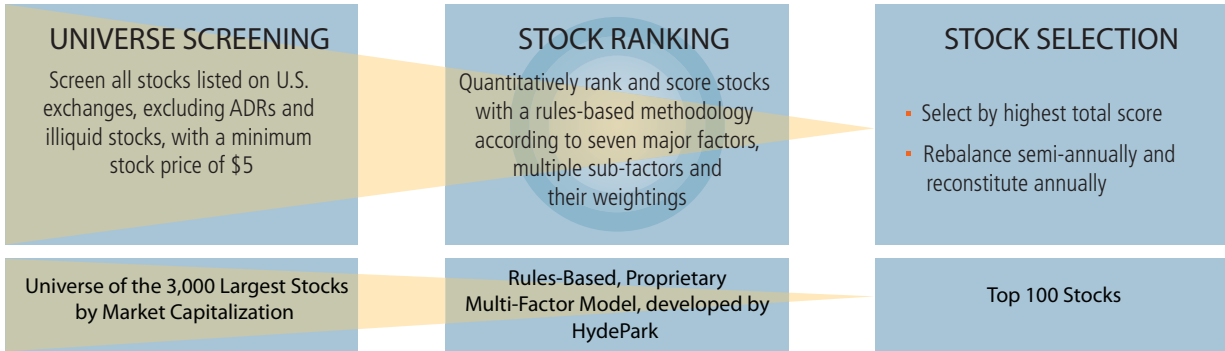 UNIVERSE SCREENING
Screen all stocks listed on U.S.
exchanges, excluding ADRs and
illiquid stocks, with a minimum
stock price of $5
STOCK RANKING
Quantitatively rank and score stocks
with a rules-based methodology
according to seven major factors,
multiple sub-factors and
their weightings
STOCK SELECTION
▪ Select by highest total score
▪ Rebalance semi-annually and
reconstitute annually
Universe of the 3,000 Largest Stocks
by Market Capitalization
Rules-Based, Proprietary
Multi-Factor Model, developed by
HydePark
Top 100 Stocks